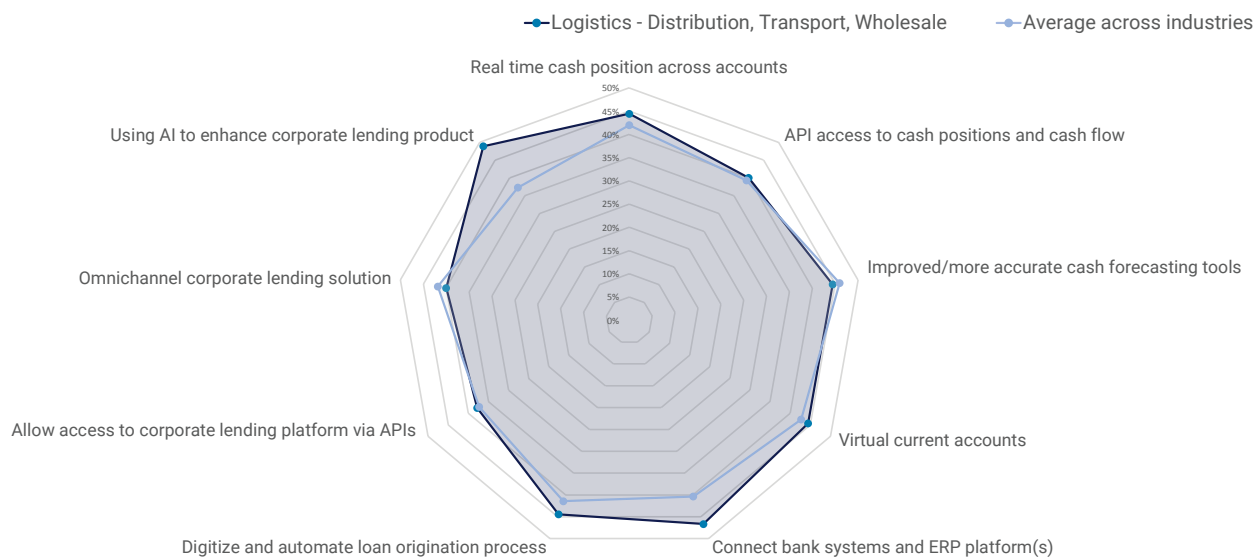 Logistics - Distribution, Transport, Wholesale
Average across industries
Real time cash position across accounts
50%
45%
40%
35%
30%
25%
20%
15%
10%
5%
0%
Using AI to enhance corporate lending product
API access to cash positions and cash flow
Omnichannel corporate lending solution
Improved/more accurate cash forecasting tools
Allow access to corporate lending platform via APIs
Virtual current accounts
Digitize and automate loan origination process
Connect bank systems and ERP platform(s)